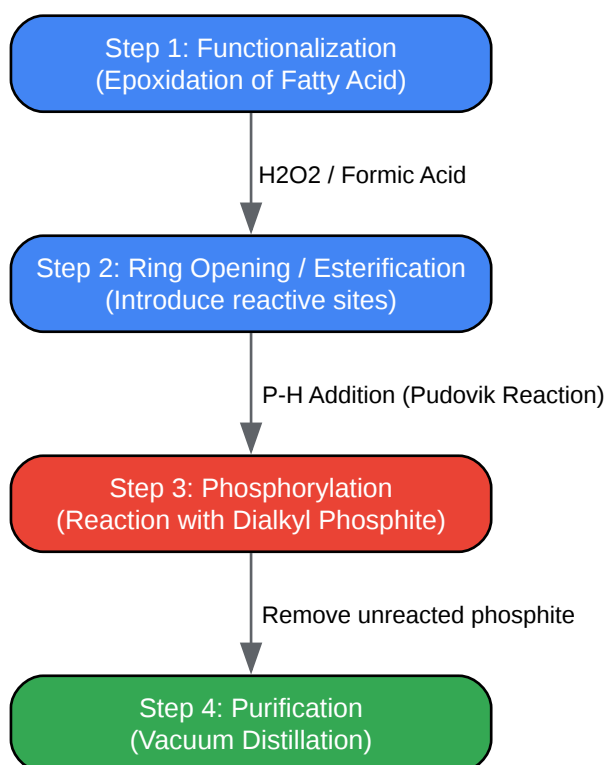 Step 1: Functionalization
(Epoxidation of Fatty Acid)
H2O2 / Formic Acid
Step 2: Ring Opening / Esterification
(Introduce reactive sites)
P-H Addition (Pudovik Reaction)
Step 3: Phosphorylation
(Reaction with Dialkyl Phosphite)
Remove unreacted phosphite
Step 4: Purification
(Vacuum Distillation)